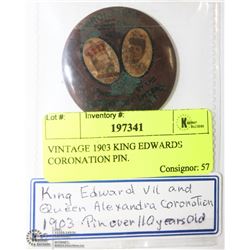 Lot #: Inventory #:
197341
VINTAGE 1903 KING EDWARDS
CORONATION PIN.
Consignor: 57
King Edward VII and
Queen Alexandra Coronation
1903 Pin over 110 years Old